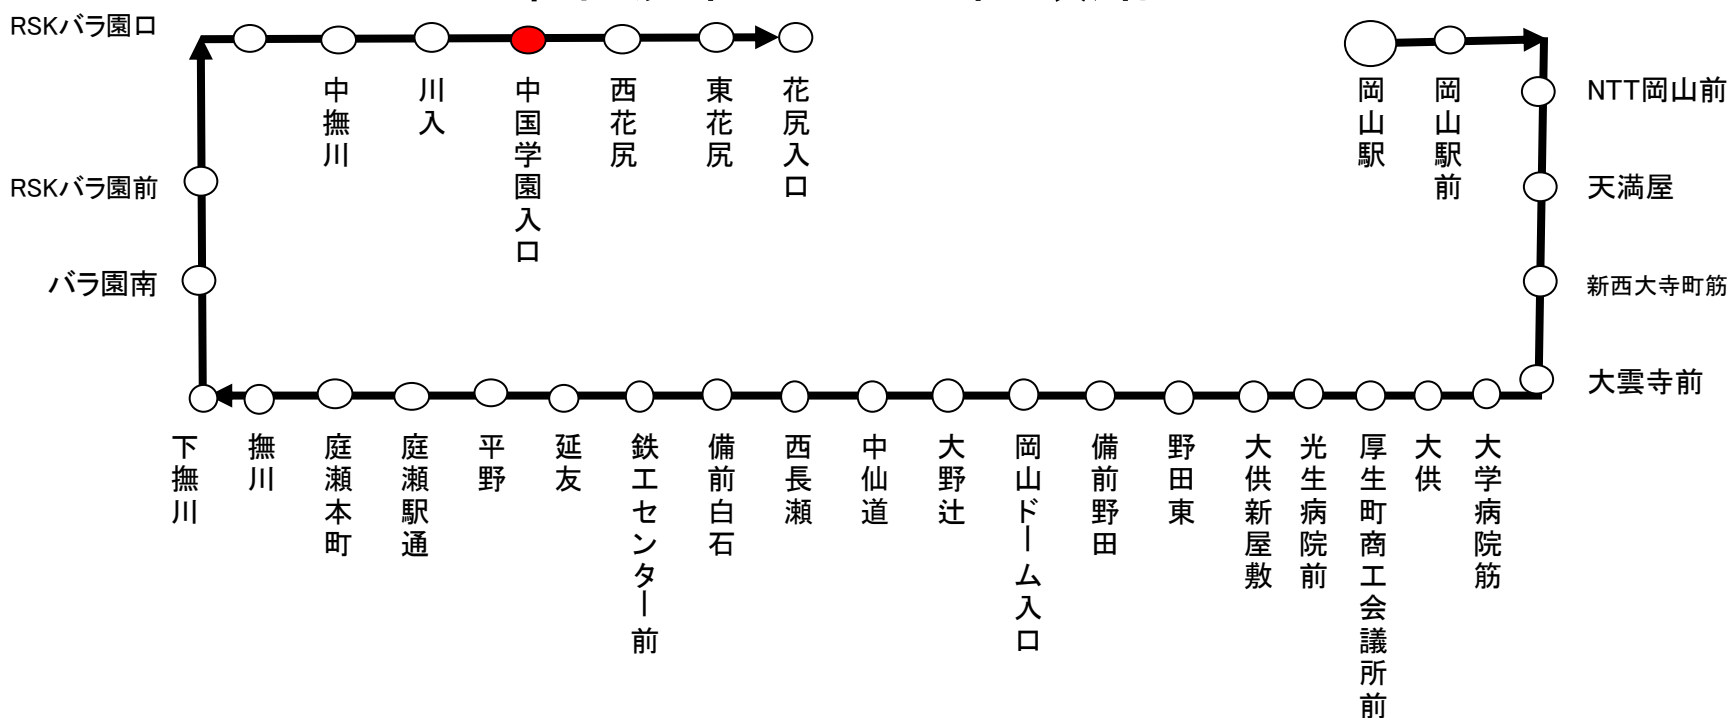 RSKバラ園口
中撫川
川入
中国学園入口
西花尻
東花尻
花尻入口
岡山駅
岡山駅前
NTT岡山前
天満屋
新西大寺町筋
大雲寺前
RSKバラ園前
バラ園南
下撫川
撫川
庭瀬本町
庭瀬駅通
平野
延友
鉄工センター前
備前白石
西長瀬
中仙道
大野辻
岡山ドーム入口
備前野田
野田東
大供新屋敷
光生病院前
厚生町商工会議所前
大供
大学病院筋